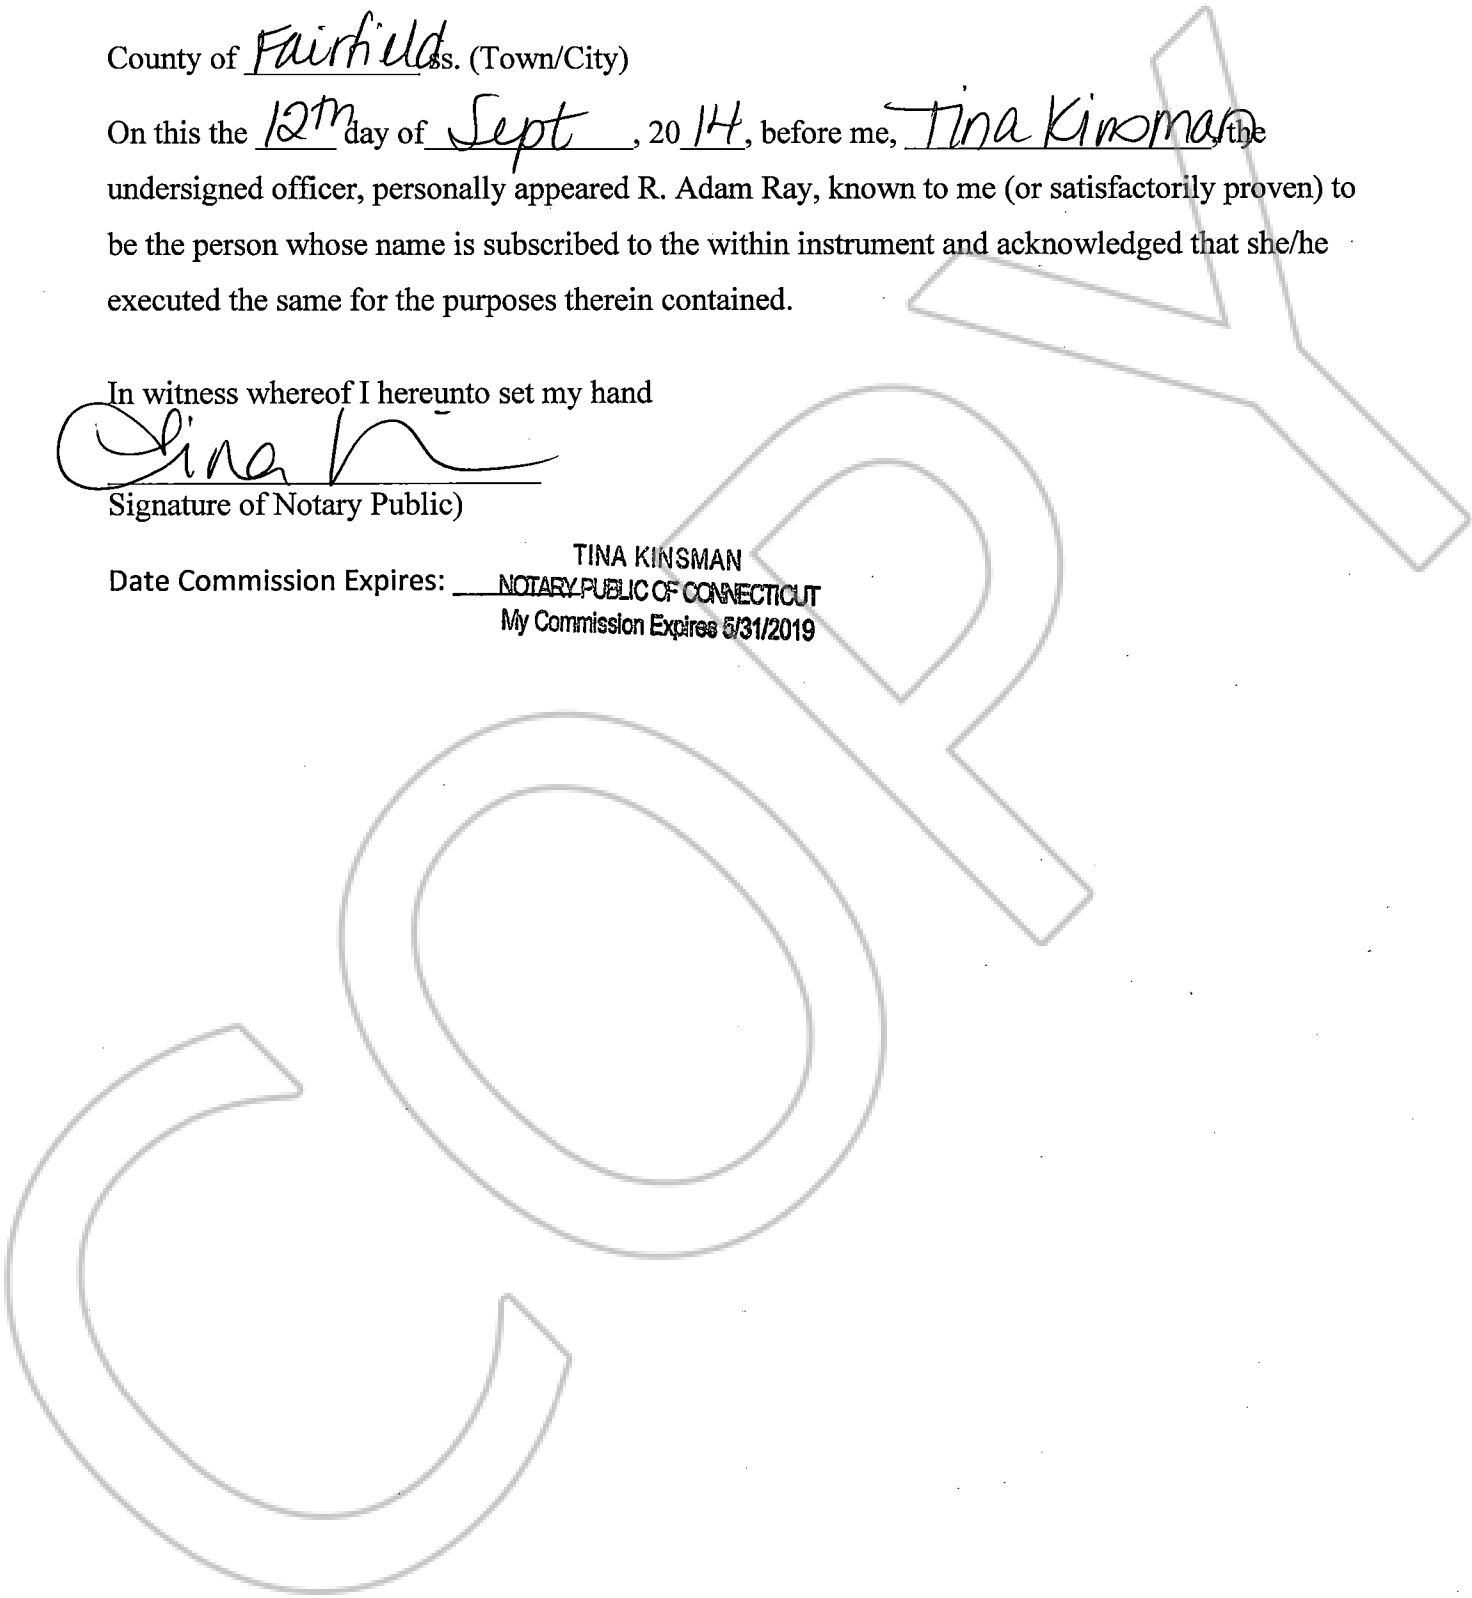 County of Fairfield ss. (Town/City)
On this the 12th day of Sept, 2014, before me, Tina Kinsman, the
undersigned officer, personally appeared R. Adam Ray, known to me (or satisfactorily proven) to
be the person whose name is subscribed to the within instrument and acknowledged that she/he
executed the same for the purposes therein contained.
In witness whereof I hereunto set my hand
Tina K
Signature of Notary Public)
TINA KINSMAN
Date Commission Expires: NOTARY PUBLIC OF CONNECTICUT
My Commission Expires 5/31/2019
COPY